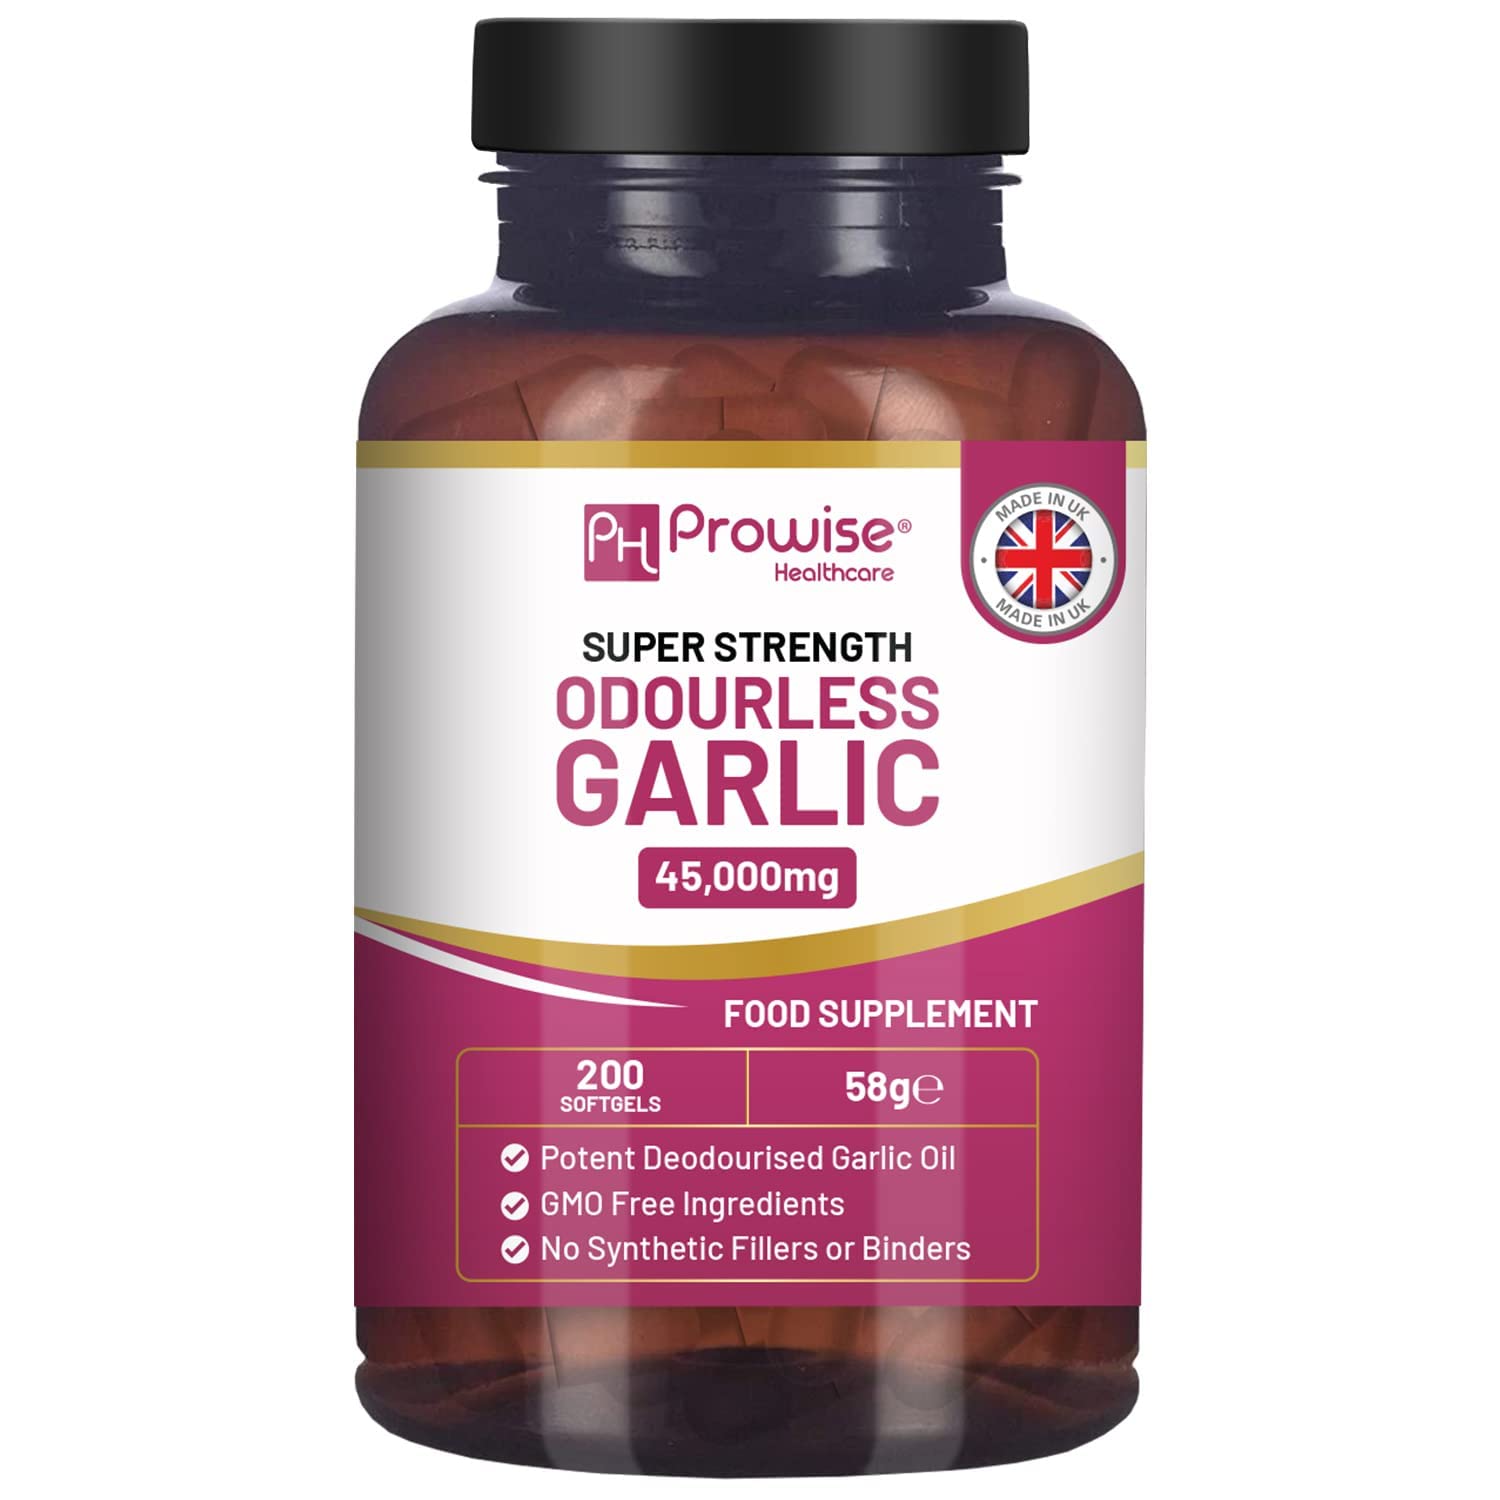 PH Prowise®
Healthcare
MADE IN UK
MADE IN UK
SUPER STRENGTH
ODOURLESS
GARLIC
45,000mg
FOOD SUPPLEMENT
200
SOFTGELS
58g℮
Potent Deodourised Garlic Oil
GMO Free Ingredients
No Synthetic Fillers or Binders